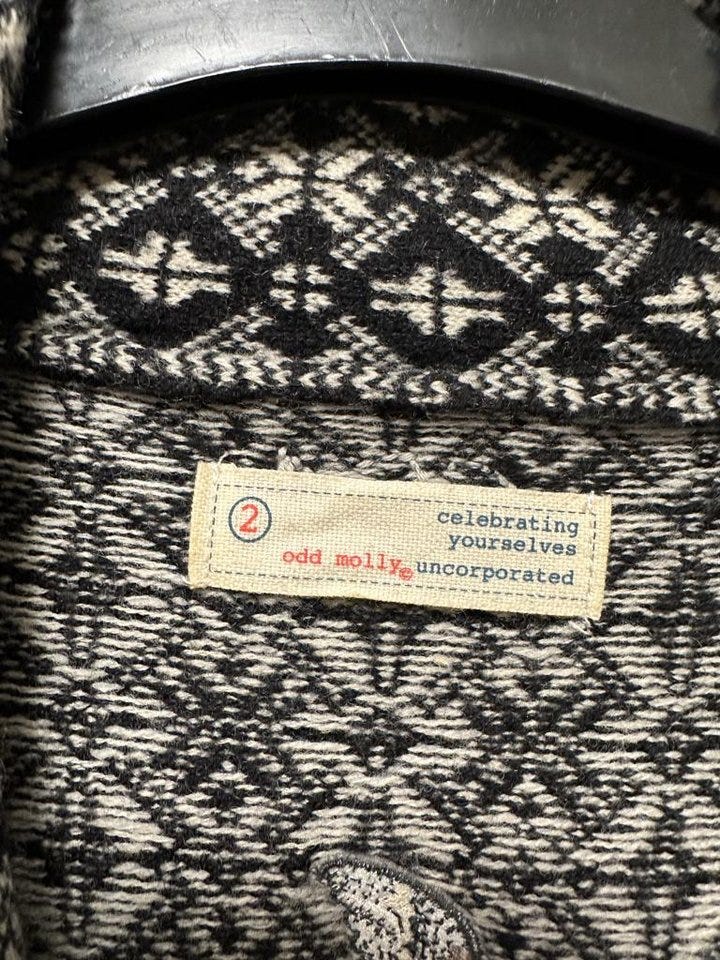 2
celebrating
yourselves
odd molly© uncorporated